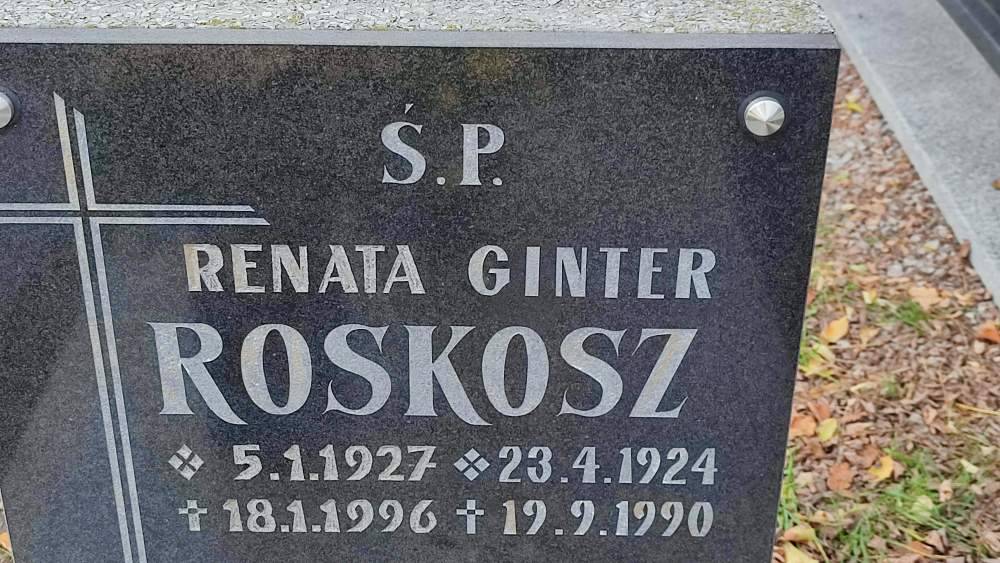 Ś.P.
RENATA GINTER
ROSKOSZ
5.1.1927 23.4.1924
18.1.1996 19.9.1990